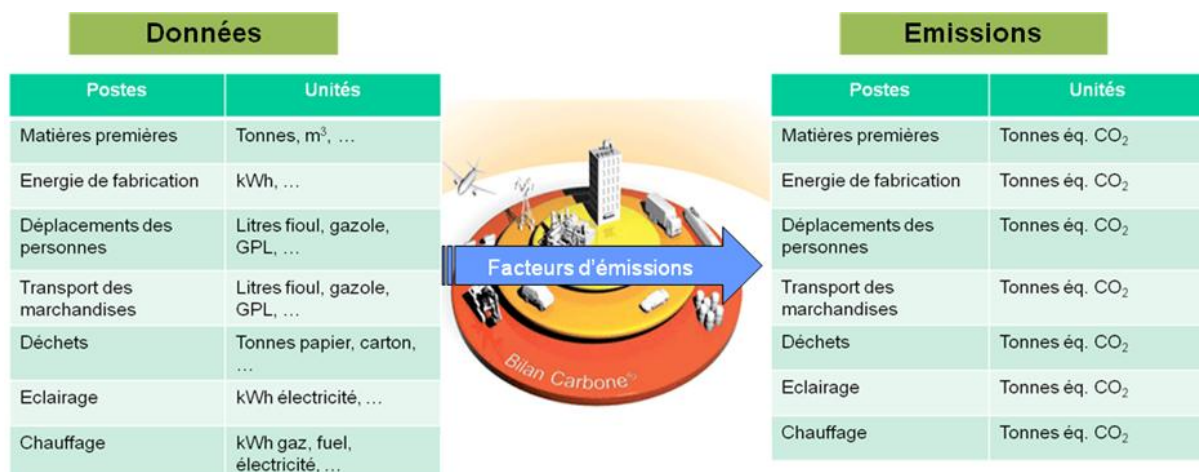 Données
Postes Unités
Matières premières Tonnes, m³, …
Energie de fabrication kWh, …
Déplacements des Litres fioul, gazole,
personnes GPL, …
Transport des Litres fioul, gazole,
marchandises GPL, …
Déchets Tonnes papier, carton,
…
Eclairage kWh électricité, …
Chauffage kWh gaz, fuel,
électricité, …
Facteurs d'émissions
Bilan Carbone
Emissions
Postes Unités
Matières premières Tonnes éq. CO₂
Energie de fabrication Tonnes éq. CO₂
Déplacements des Tonnes éq. CO₂
personnes
Transport des Tonnes éq. CO₂
marchandises
Déchets Tonnes éq. CO₂
Eclairage Tonnes éq. CO₂
Chauffage Tonnes éq. CO₂